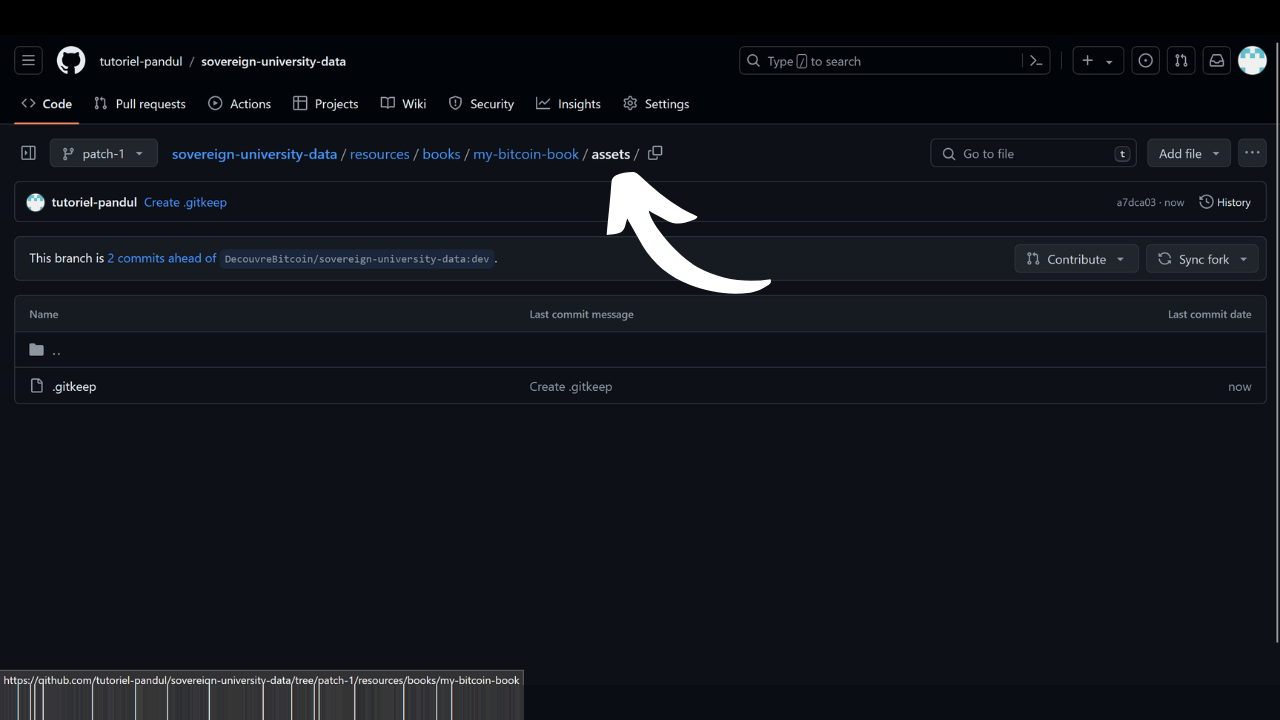 tutoriel-pandul / sovereign-university-data
Type / to search
Code Pull requests Actions Projects Wiki Security Insights Settings
patch-1 sovereign-university-data / resources / books / my-bitcoin-book / assets / Go to file t Add file
tutoriel-pandul Create .gitkeep a7dca03 · now History
This branch is 2 commits ahead of DecouvreBitcoin/sovereign-university-data:dev . Contribute Sync fork
Name Last commit message Last commit date
..
.gitkeep Create .gitkeep now
https://github.com/tutoriel-pandul/sovereign-university-data/tree/patch-1/resources/books/my-bitcoin-book